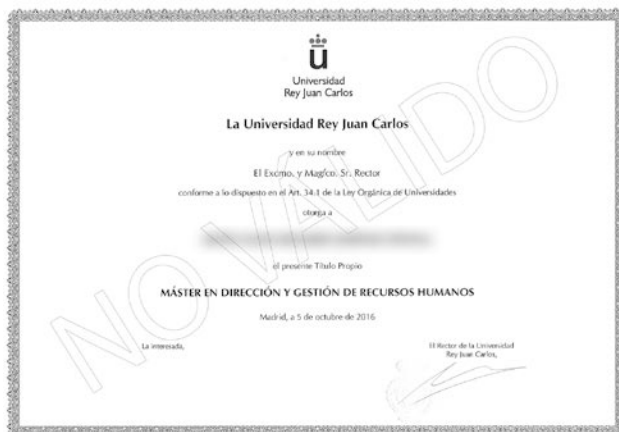 ü
Universidad
Rey Juan Carlos
La Universidad Rey Juan Carlos
y en su nombre
El Excmo. y Magfco. Sr. Rector
conforme a lo dispuesto en el Art. 34.1 de la Ley Orgánica de Universidades
otorga a
el presente Título Propio
MÁSTER EN DIRECCIÓN Y GESTIÓN DE RECURSOS HUMANOS
Madrid, a 5 de octubre de 2016
La interesada,
El Rector de la Universidad
Rey Juan Carlos,
NO VÁLIDO